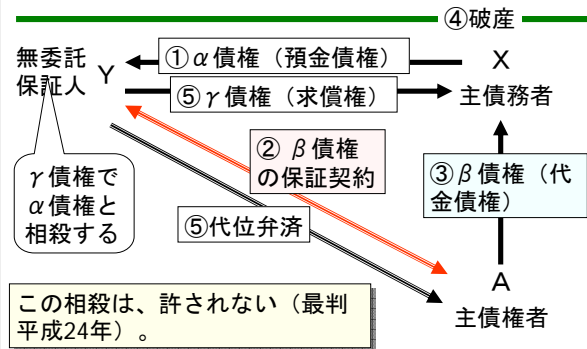 ④破産
無委託
保証人
Y
①α債権（預金債権）
X
⑤γ債権（求償権）
主債務者
γ債権で
α債権と
相殺する
② β債権
の保証契約
③β債権（代
金債権）
⑤代位弁済
A
主債権者
この相殺は、許されない（最判
平成24年）。